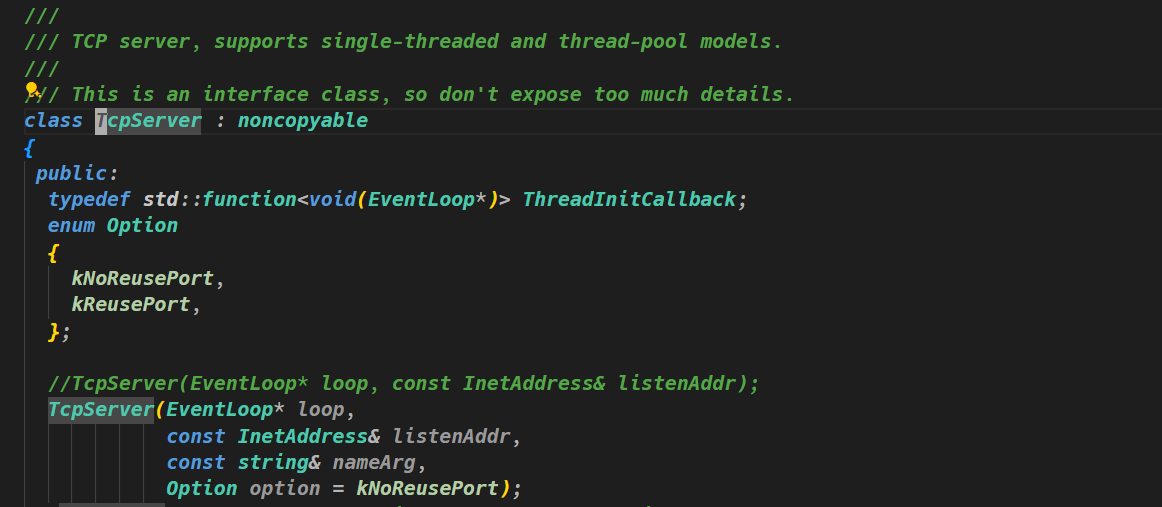 ///
/// TCP server, supports single-threaded and thread-pool models.
///
/// This is an interface class, so don't expose too much details.
class TcpServer : noncopyable
{
 public:
  typedef std::function<void(EventLoop*)> ThreadInitCallback;
  enum Option
  {
    kNoReusePort,
    kReusePort,
  };

  //TcpServer(EventLoop* loop, const InetAddress& listenAddr);
  TcpServer(EventLoop* loop,
            const InetAddress& listenAddr,
            const string& nameArg,
            Option option = kNoReusePort);